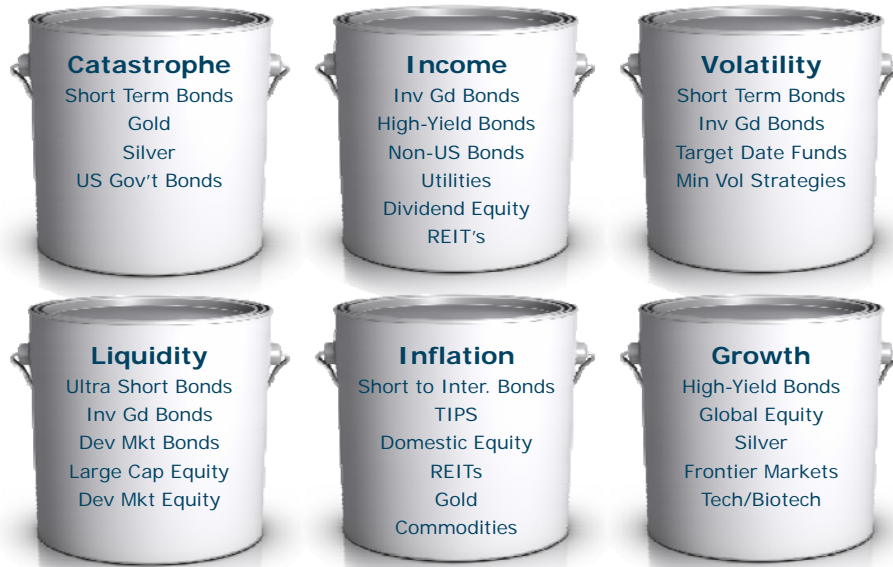 Catastrophe
Short Term Bonds
Gold
Silver
US Gov't Bonds
Income
Inv Gd Bonds
High-Yield Bonds
Non-US Bonds
Utilities
Dividend Equity
REIT's
Volatility
Short Term Bonds
Inv Gd Bonds
Target Date Funds
Min Vol Strategies
Liquidity
Ultra Short Bonds
Inv Gd Bonds
Dev Mkt Bonds
Large Cap Equity
Dev Mkt Equity
Inflation
Short to Inter. Bonds
TIPS
Domestic Equity
REITs
Gold
Commodities
Growth
High-Yield Bonds
Global Equity
Silver
Frontier Markets
Tech/Biotech